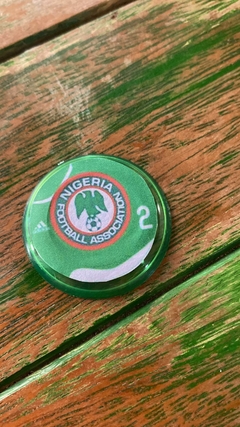 NIGERIA
FOOTBALL ASSOCIATION
2